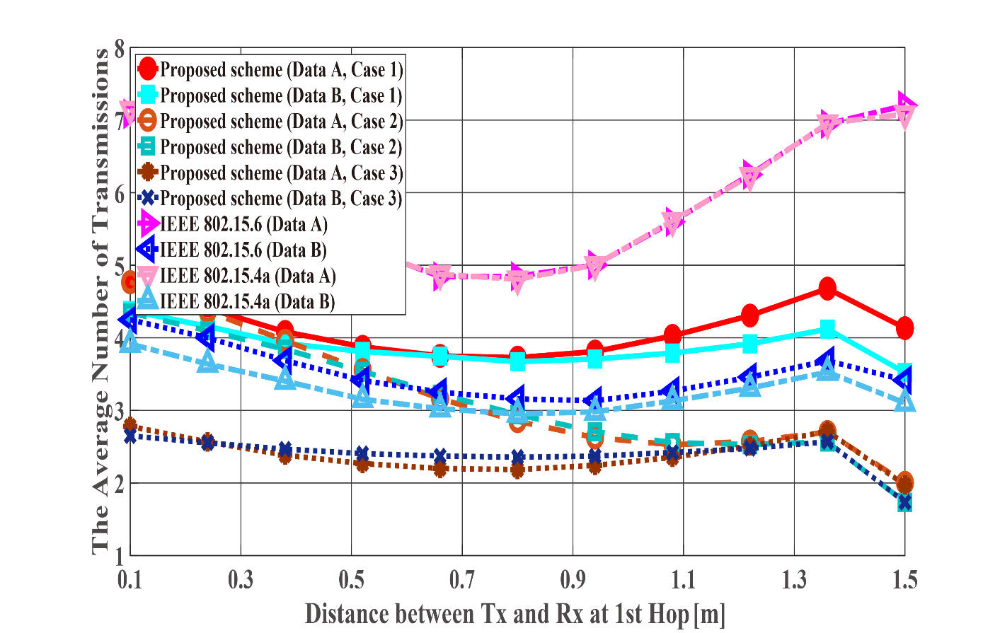 The Average Number of Transmissions
8
7
6
5
4
3
2
1
Proposed scheme (Data A, Case 1)
Proposed scheme (Data B, Case 1)
Proposed scheme (Data A, Case 2)
Proposed scheme (Data B, Case 2)
Proposed scheme (Data A, Case 3)
Proposed scheme (Data B, Case 3)
IEEE 802.15.6 (Data A)
IEEE 802.15.6 (Data B)
IEEE 802.15.4a (Data A)
IEEE 802.15.4a (Data B)
0.1 0.3 0.5 0.7 0.9 1.1 1.3 1.5
Distance between Tx and Rx at 1st Hop [m]